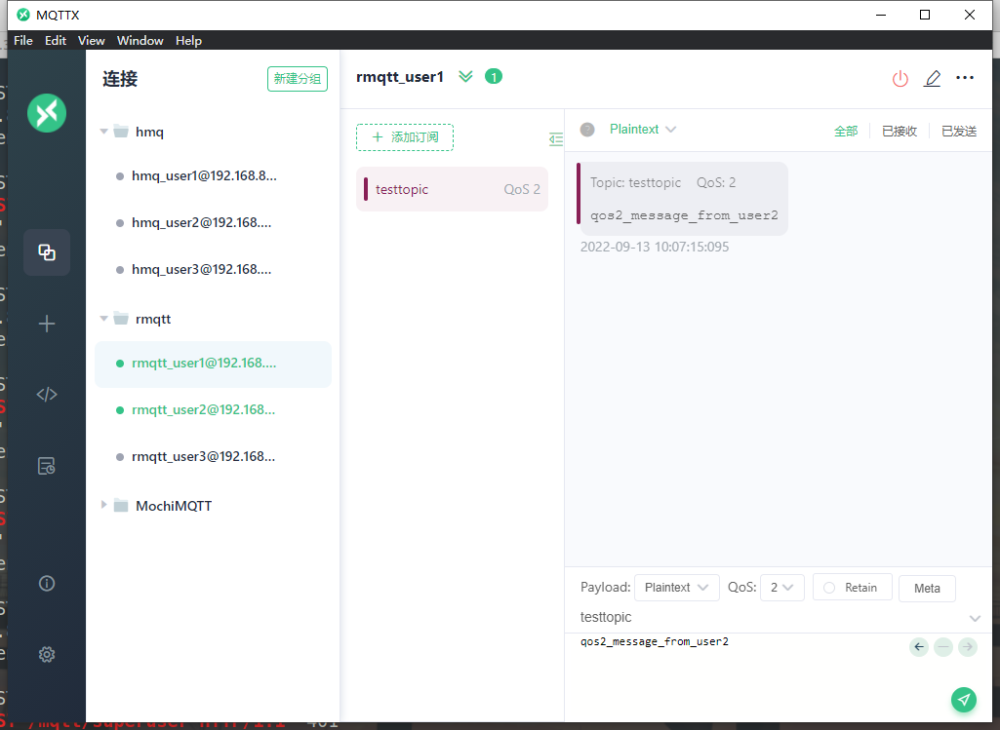 MQTTX
File Edit View Window Help
连接
新建分组
hmq
hmq_user1@192.168.8...
hmq_user2@192.168....
hmq_user3@192.168....
rmqtt
rmqtt_user1@192.168....
rmqtt_user2@192.168...
rmqtt_user3@192.168...
MochiMQTT
rmqtt_user1 1
+ 添加订阅
testtopic QoS 2
Plaintext 全部 已接收 已发送
Topic: testtopic QoS: 2
qos2_message_from_user2
2022-09-13 10:07:15:095
Payload: Plaintext QoS: 2 Retain Meta
testtopic
qos2_message_from_user2